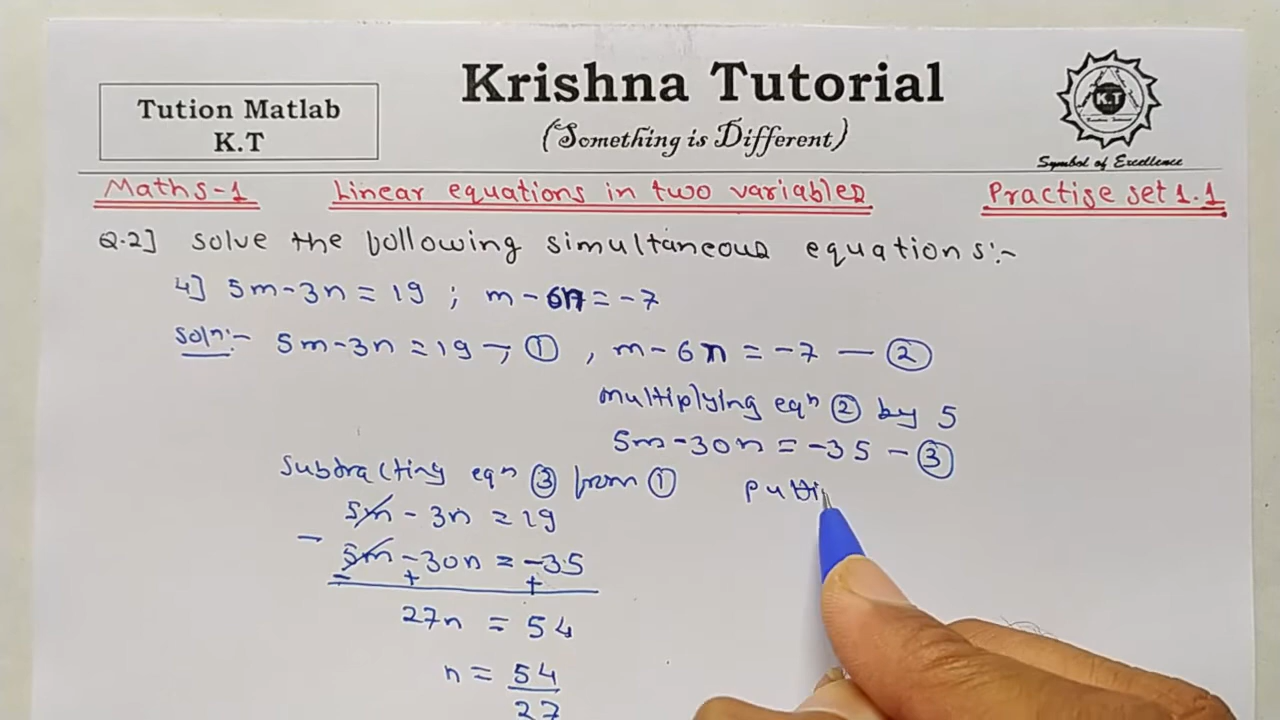 Tution Matlab
K.T
Krishna Tutorial
(Something is Different)
K.T
Symbol of Excellence
Maths-1 Linear equations in two variables Practise set 1.1
Q.2] Solve the following simultaneous equations:-
4] 5m-3n=19 ; m-6n=-7
Solⁿ:- 5m-3n=19 — ① , m-6n=-7 — ②
multiplying eqⁿ ② by 5
5m-30n=-35 — ③
Subtracting eqⁿ ③ from ①
5m - 3n = 19
- 5m - 30n = -35
- + +
27n = 54
n = 54
27
putti